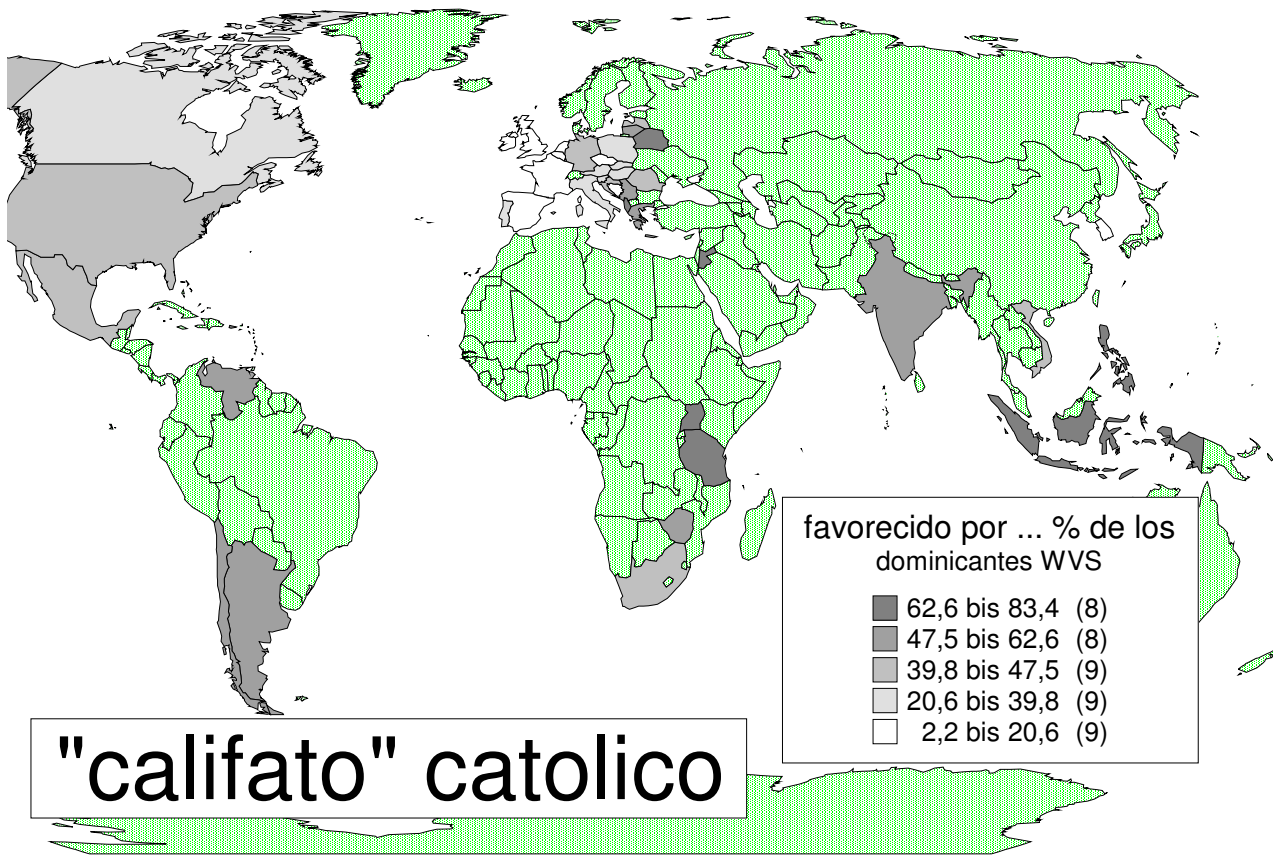 favorecido por ... % de los
dominicantes WVS
62,6 bis 83,4 (8)
47,5 bis 62,6 (8)
39,8 bis 47,5 (9)
20,6 bis 39,8 (9)
2,2 bis 20,6 (9)
"califato" catolico